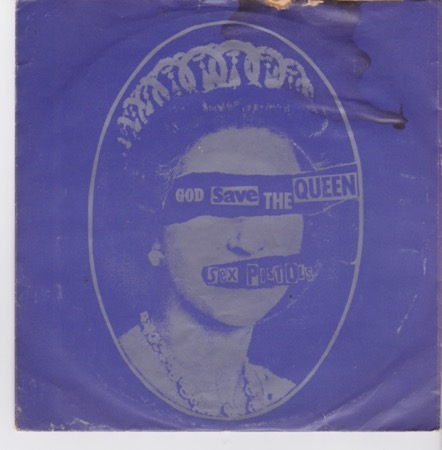 GOD Save THE QUEEN
Sex PISTOLS